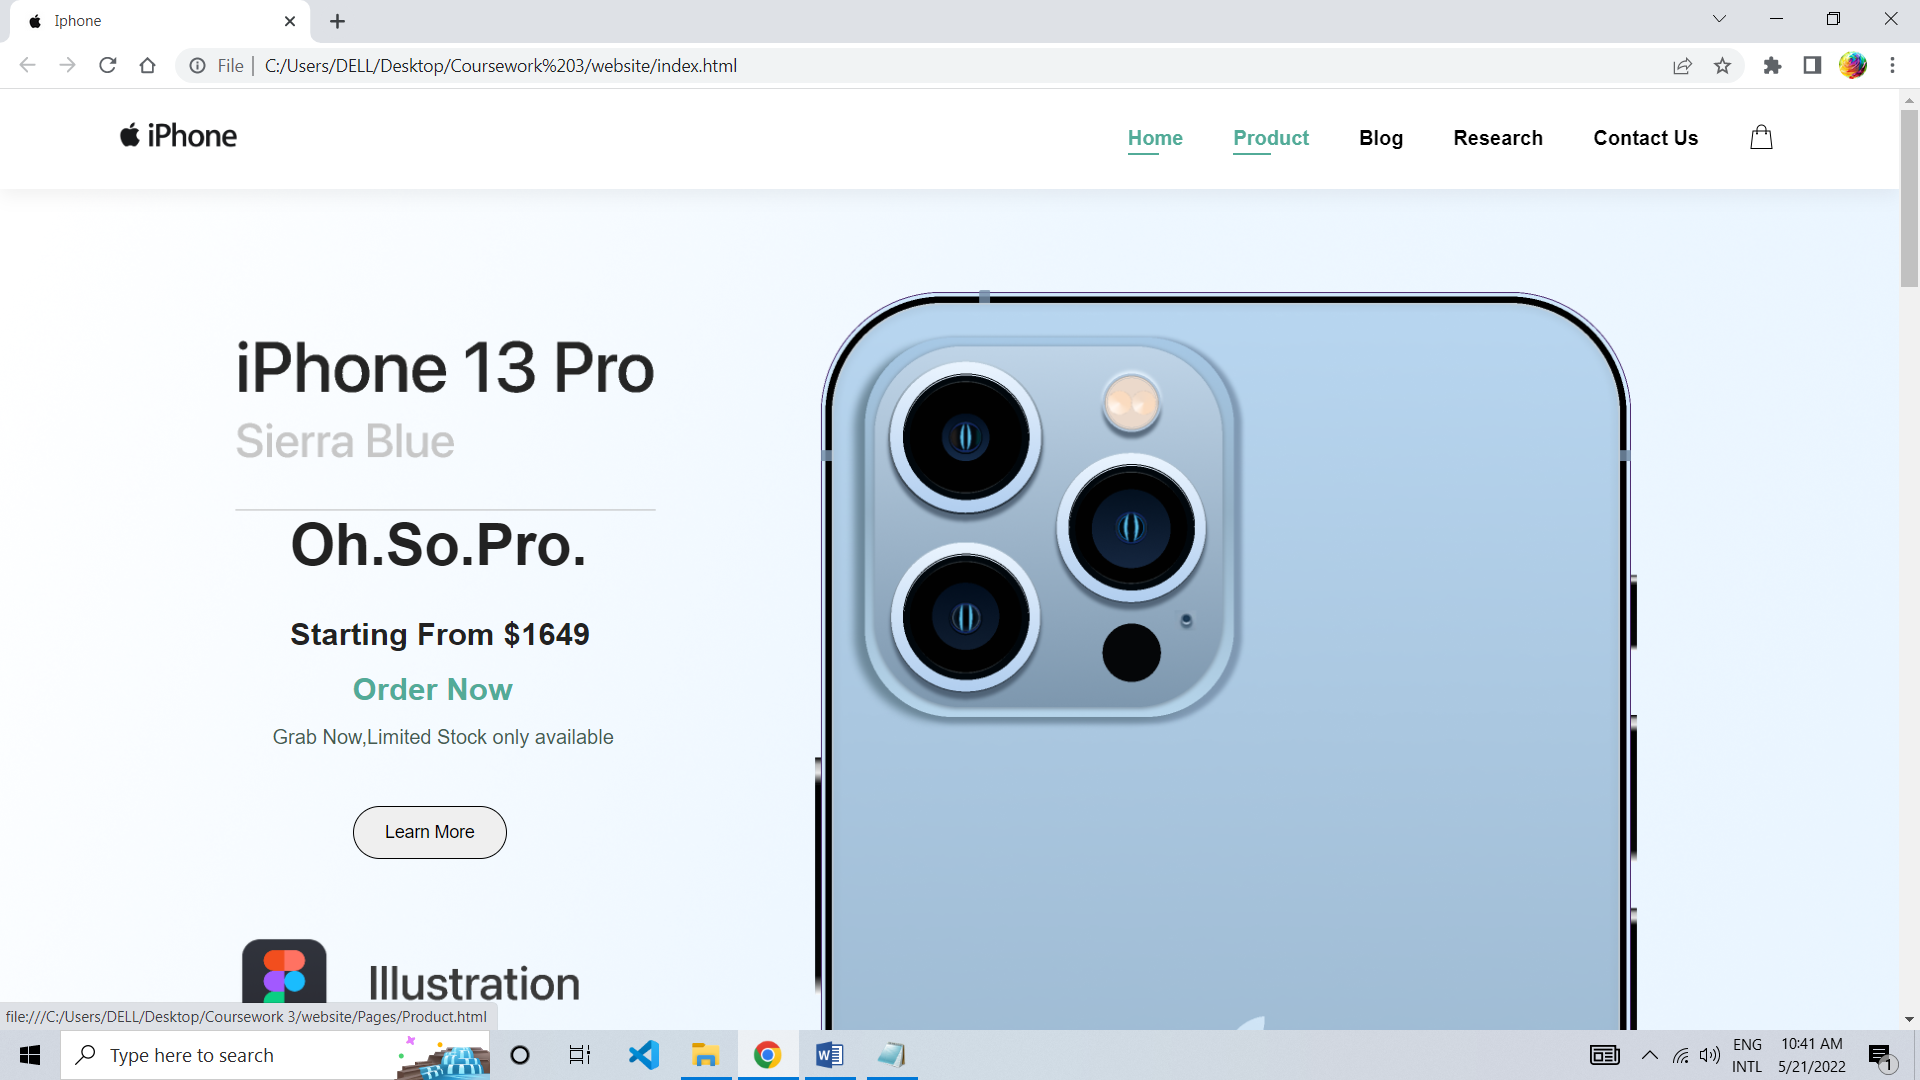 Iphone
File | C:/Users/DELL/Desktop/Coursework%203/website/index.html
iPhone
Home Product Blog Research Contact Us
iPhone 13 Pro
Sierra Blue
Oh.So.Pro.
Starting From $1649
Order Now
Grab Now,Limited Stock only available
Learn More
Illustration
file:///C:/Users/DELL/Desktop/Coursework 3/website/Pages/Product.html
Type here to search
ENG
INTL
10:41 AM
5/21/2022
1